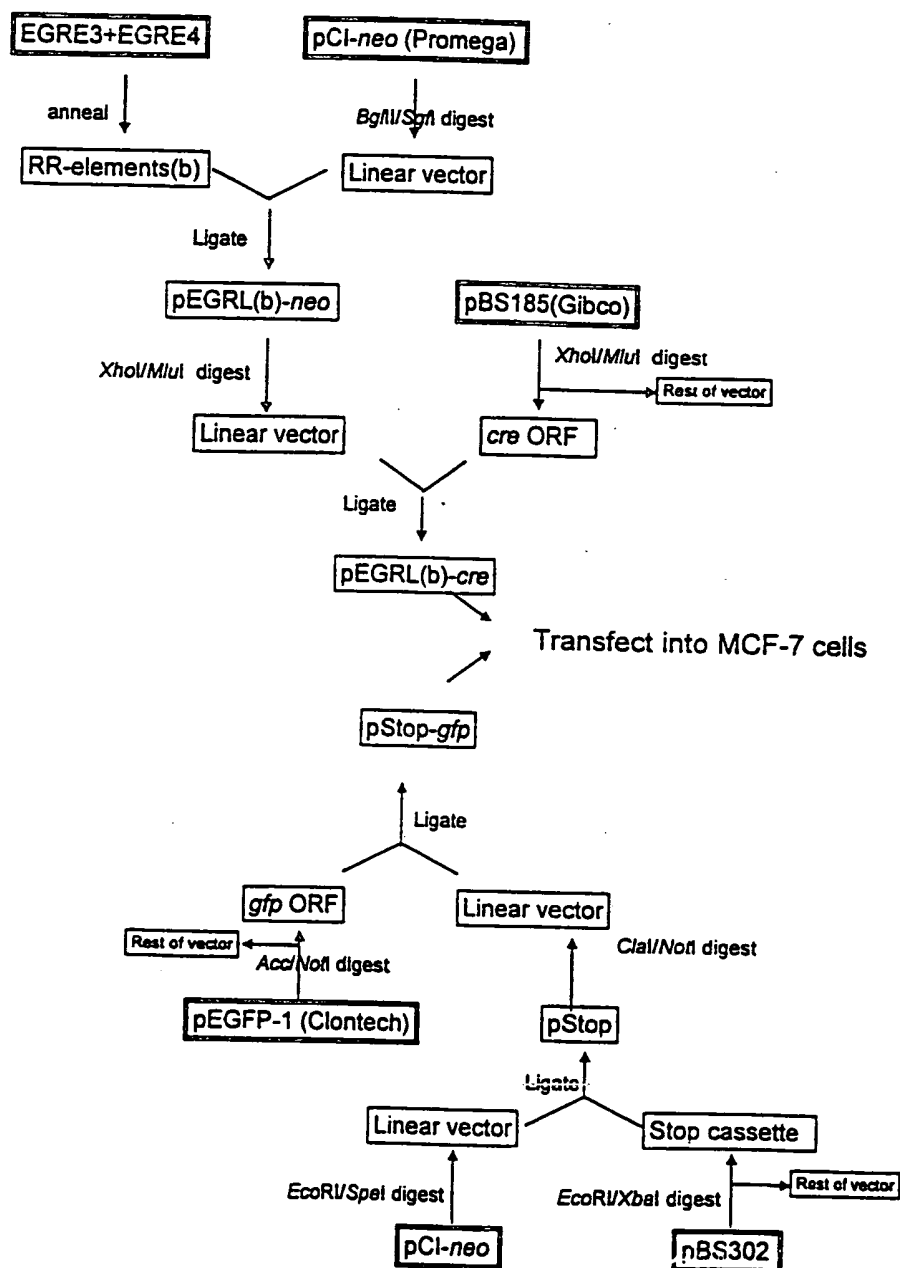 EGRE3+EGRE4
pCI-neo (Promega)
anneal
BglII/SgfI digest
RR-elements(b)
Linear vector
Ligate
pEGRL(b)-neo
pBS185(Gibco)
XhoI/MluI digest
XhoI/MluI digest
Rest of vector
Linear vector
cre ORF
Ligate
pEGRL(b)-cre
Transfect into MCF-7 cells
pStop-gfp
Ligate
gfp ORF
Linear vector
Rest of vector
AccI/NotI digest
ClaI/NotI digest
pEGFP-1 (Clontech)
pStop
Ligate
Linear vector
Stop cassette
EcoRI/SpeI digest
EcoRI/XbaI digest
Rest of vector
pCI-neo
pBS302